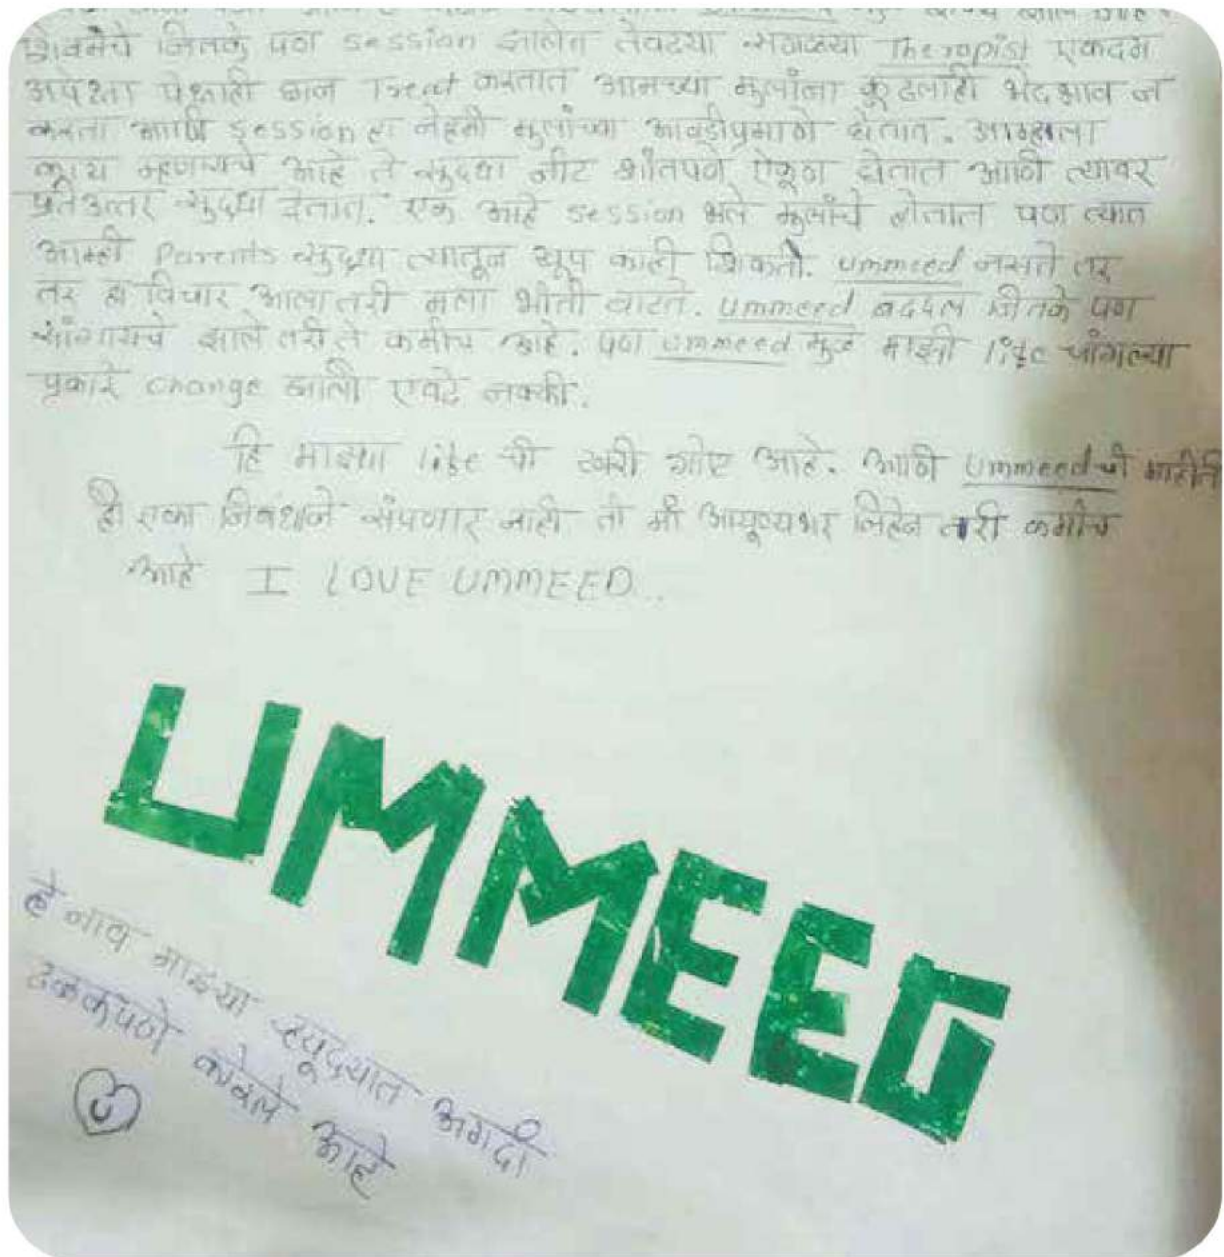 शिवमचे जितके पण session झालेत तेवढ्या सगळ्या Therapist एकदम
अपेक्षा पेक्षाही छान Treat करतात आमच्या मुलांना कुठलाही भेदभाव न
करता आणि session हा नेहमी मुलांच्या आवडीप्रमाणे घेतात. आम्हाला
काय म्हणायचे आहे ते सुद्धा नीट शांतपणे ऐकून घेतात आणि त्यावर
प्रतिउत्तर सुद्धा देतात. एक आहे session भले मुलांचे होतात पण त्यात
आम्ही Parents सुद्धा त्यातून खूप काही शिकतो. ummeed नसते तर
तर हा विचार आला तरी मला भीती वाटते. ummeed बद्दल जितके पण
सांगायचे झाले तरी ते कमीच आहे. पण ummeed मुळे माझी life चांगल्या
प्रकारे change झाली एवढे नक्की.
हि माझ्या life ची खरी गोष्ट आहे. आणि ummeed ची माहीती
ही एका निबंधाने संपणार नाही ती मी आयूष्यभर लिहेन तरी कमीच
आहे I LOVE UMMEED..
UMMEED
हे नाव माझ्या ह्यूदयात अगदी
ठळकपणे कोरले आहे
U